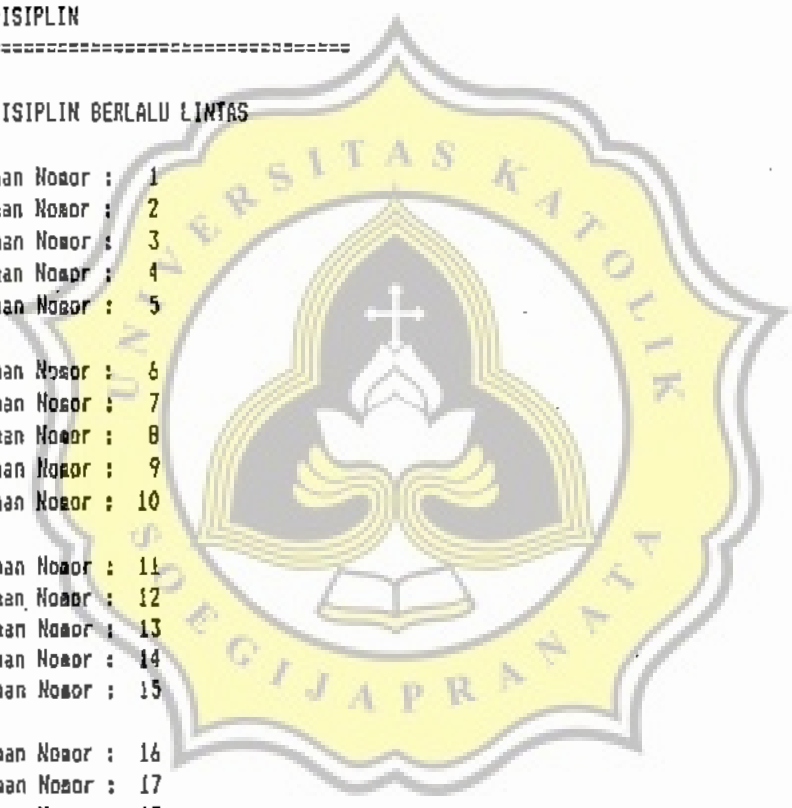 ISIPLIN
==================================
ISIPLIN BERLALU LINTAS
an Nomor : 1
an Nomor : 2
an Nomor : 3
an Nomor : 4
an Nomor : 5
an Nomor : 6
an Nomor : 7
an Nomor : 8
an Nomor : 9
an Nomor : 10
an Nomor : 11
an Nomor : 12
an Nomor : 13
an Nomor : 14
an Nomor : 15
an Nomor : 16
an Nomor : 17
UNIVERSITAS KATOLIK
SOEGIJAPRANATA